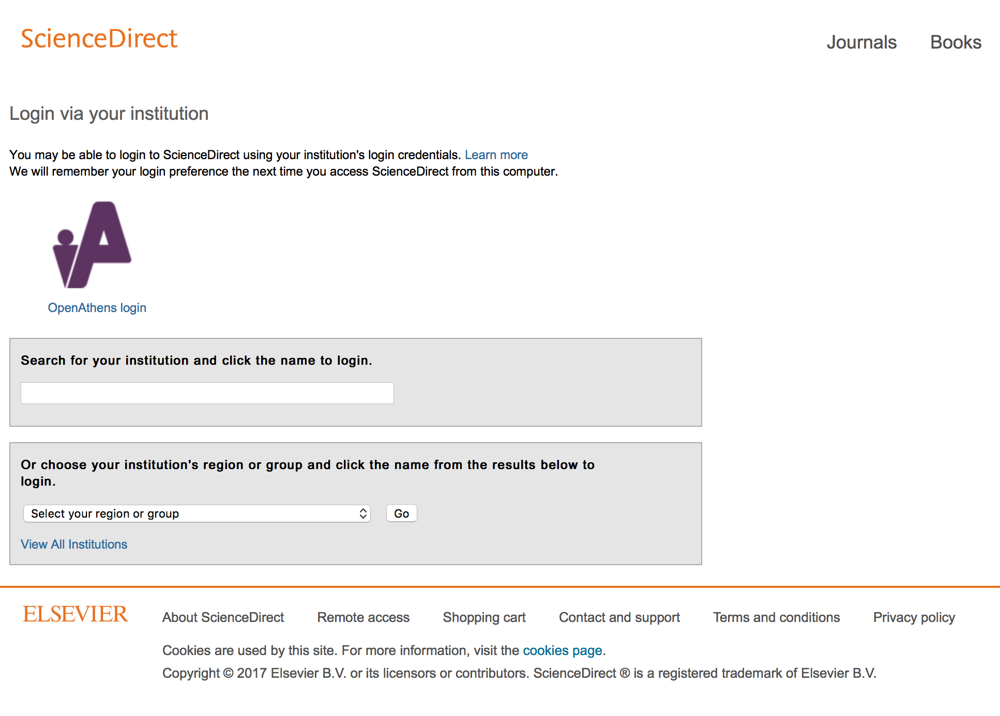 ScienceDirect
Journals Books
Login via your institution
You may be able to login to ScienceDirect using your institution's login credentials. Learn more
We will remember your login preference the next time you access ScienceDirect from this computer.
OpenAthens login
Search for your institution and click the name to login.
Or choose your institution's region or group and click the name from the results below to
login.
Select your region or group Go
View All Institutions
ELSEVIER About ScienceDirect Remote access Shopping cart Contact and support Terms and conditions Privacy policy
Cookies are used by this site. For more information, visit the cookies page.
Copyright © 2017 Elsevier B.V. or its licensors or contributors. ScienceDirect ® is a registered trademark of Elsevier B.V.